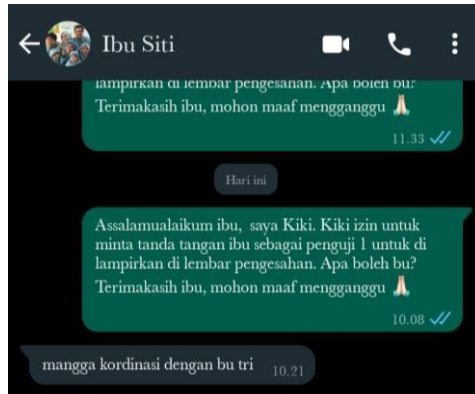 Ibu Siti
lampirkan di lembar pengesahan. Apa boleh bu?
Terimakasih ibu, mohon maaf mengganggu 🙏🏻
11.33
Hari ini
Assalamualaikum ibu, saya Kiki. Kiki izin untuk
minta tanda tangan ibu sebagai penguji 1 untuk di
lampirkan di lembar pengesahan. Apa boleh bu?
Terimakasih ibu, mohon maaf mengganggu 🙏🏻
10.08
mangga kordinasi dengan bu tri
10.21